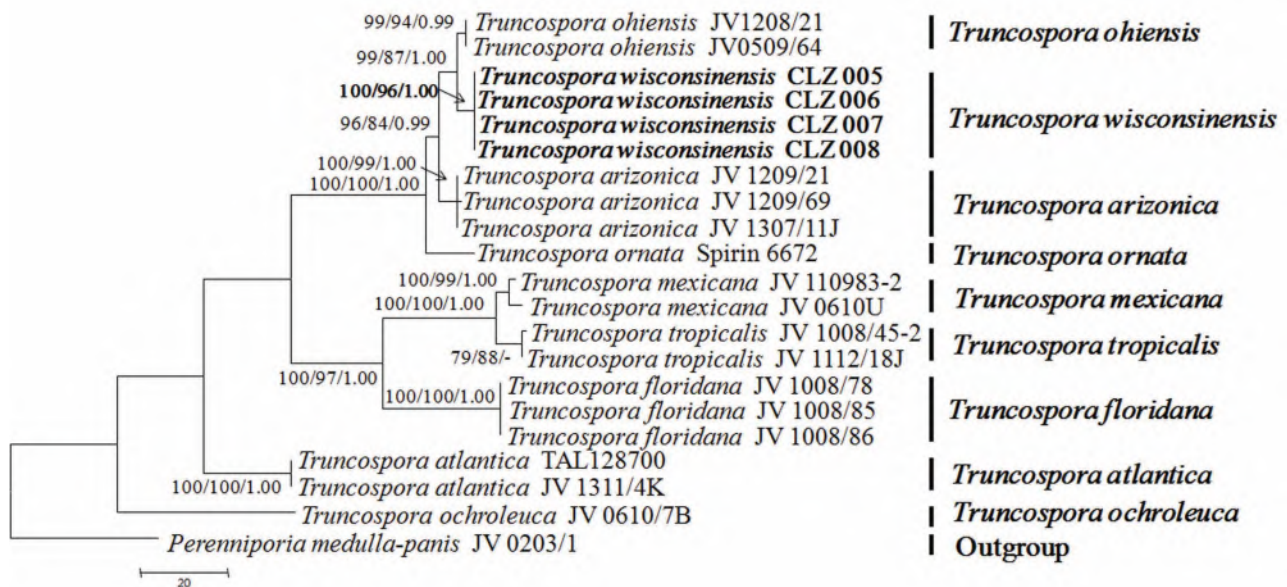 99/94/0.99
Truncospora ohiensis JV1208/21
Truncospora ohiensis JV0509/64
Truncospora ohiensis
99/87/1.00
Truncospora wisconsinensis CLZ 005
100/96/1.00
Truncospora wisconsinensis CLZ 006
Truncospora wisconsinensis CLZ 007
Truncospora wisconsinensis CLZ 008
Truncospora wisconsinensis
96/84/0.99
100/99/1.00
Truncospora arizonica JV 1209/21
100/100/1.00
Truncospora arizonica JV 1209/69
Truncospora arizonica JV 1307/11J
Truncospora arizonica
Truncospora ornata Spirin 6672
Truncospora ornata
100/99/1.00
Truncospora mexicana JV 110983-2
100/100/1.00
Truncospora mexicana JV 0610U
Truncospora mexicana
Truncospora tropicalis JV 1008/45-2
79/88/-
Truncospora tropicalis JV 1112/18J
Truncospora tropicalis
100/97/1.00
100/100/1.00
Truncospora floridana JV 1008/78
Truncospora floridana JV 1008/85
Truncospora floridana JV 1008/86
Truncospora floridana
Truncospora atlantica TAL128700
100/100/1.00
Truncospora atlantica JV 1311/4K
Truncospora atlantica
Truncospora ochroleuca JV 0610/7B
Truncospora ochroleuca
Perenniporia medulla-panis JV 0203/1
Outgroup
20